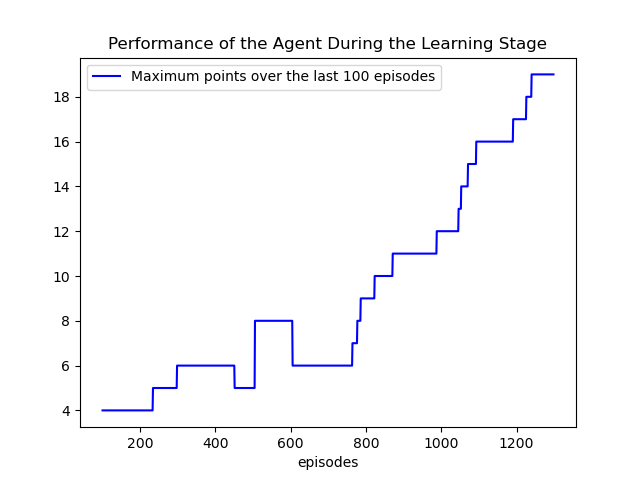 Performance of the Agent During the Learning Stage
Maximum points over the last 100 episodes
18
16
14
12
10
8
6
4
200 400 600 800 1000 1200
episodes